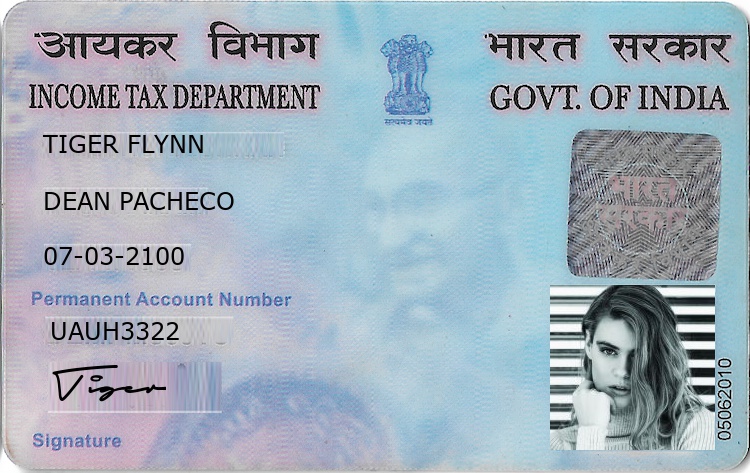 आयकर विभाग
भारत सरकार
INCOME TAX DEPARTMENT
GOVT. OF INDIA
सत्यमेव जयते
TIGER FLYNN
भारत
सरकार
DEAN PACHECO
07-03-2100
Permanent Account Number
UAUH3322
Tiger
05062010
Signature